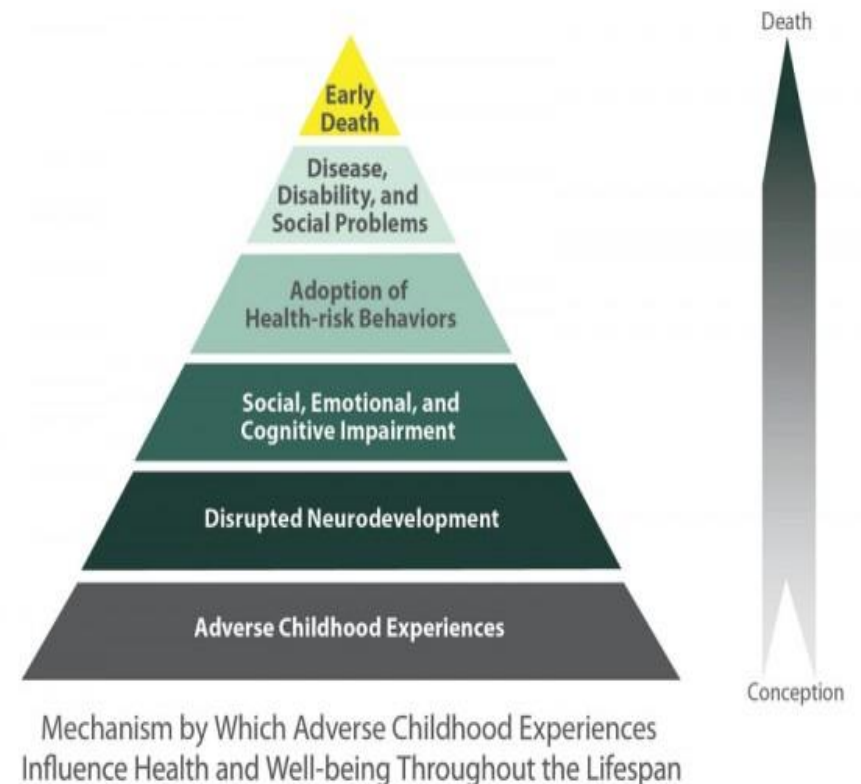 Death
Early
Death
Disease,
Disability, and
Social Problems
Adoption of
Health-risk Behaviors
Social, Emotional, and
Cognitive Impairment
Disrupted Neurodevelopment
Adverse Childhood Experiences
Conception
Mechanism by Which Adverse Childhood Experiences
Influence Health and Well-being Throughout the Lifespan